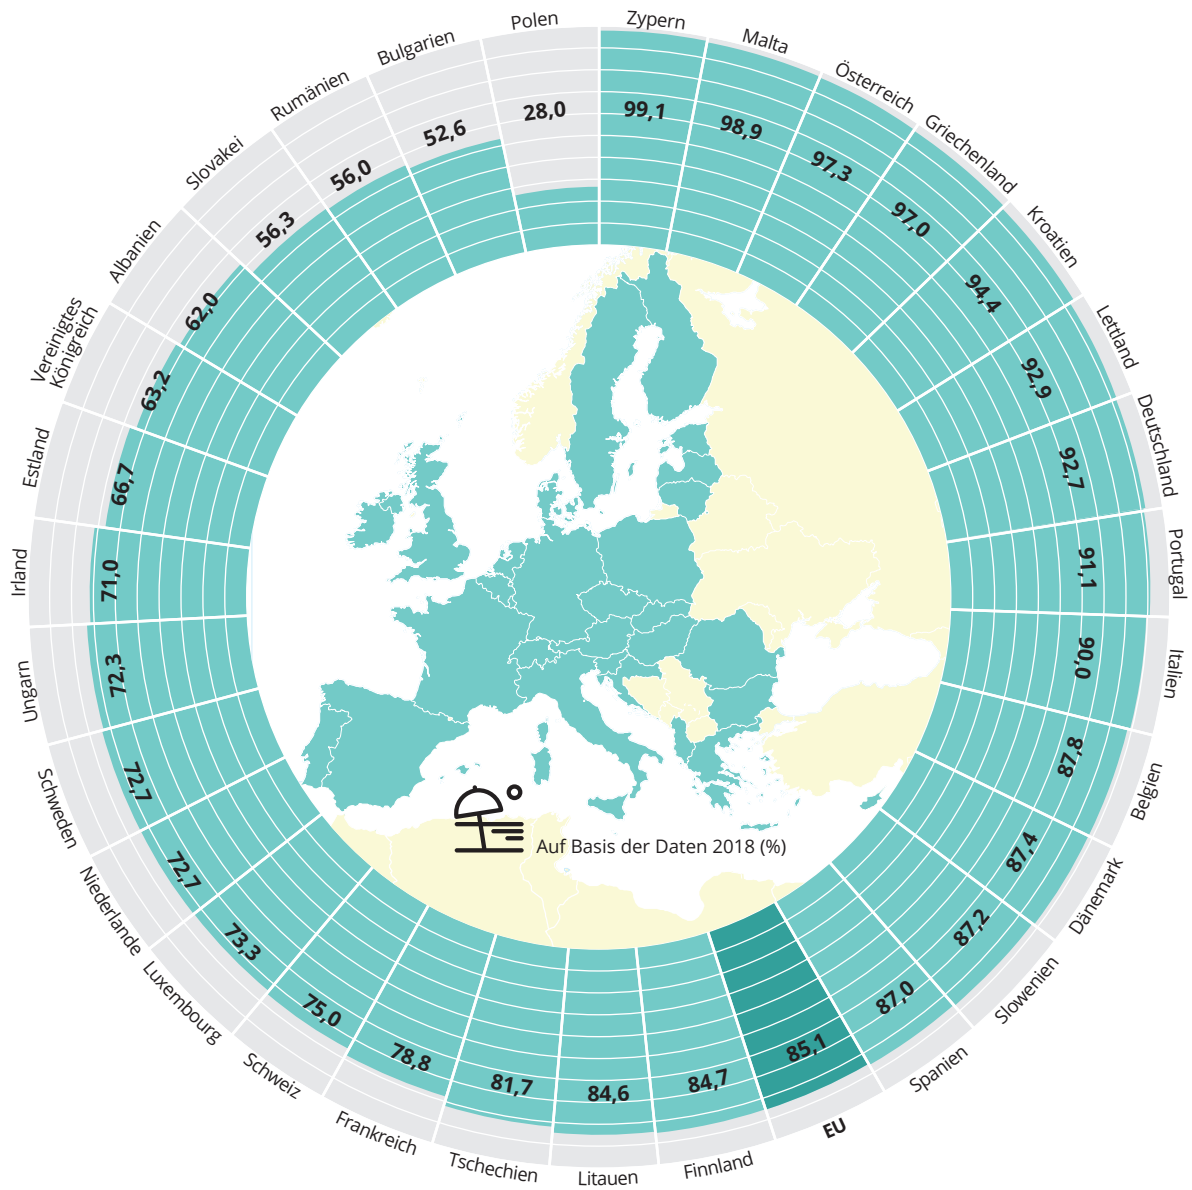 Zypern
99,1
Malta
98,9
Österreich
97,3
Griechenland
97,0
Kroatien
94,4
Lettland
92,9
Deutschland
92,7
Portugal
91,1
Italien
90,0
Belgien
87,8
Dänemark
87,4
Slowenien
87,2
Spanien
87,0
EU
85,1
Finnland
84,7
Litauen
84,6
Tschechien
81,7
Frankreich
78,8
Schweiz
75,0
Luxembourg
73,3
Niederlande
72,7
Schweden
72,7
Ungarn
72,3
Irland
71,0
Estland
66,7
Vereinigtes
Königreich
63,2
Albanien
62,0
Slovakei
56,3
Rumänien
56,0
Bulgarien
52,6
Polen
28,0
Auf Basis der Daten 2018 (%)